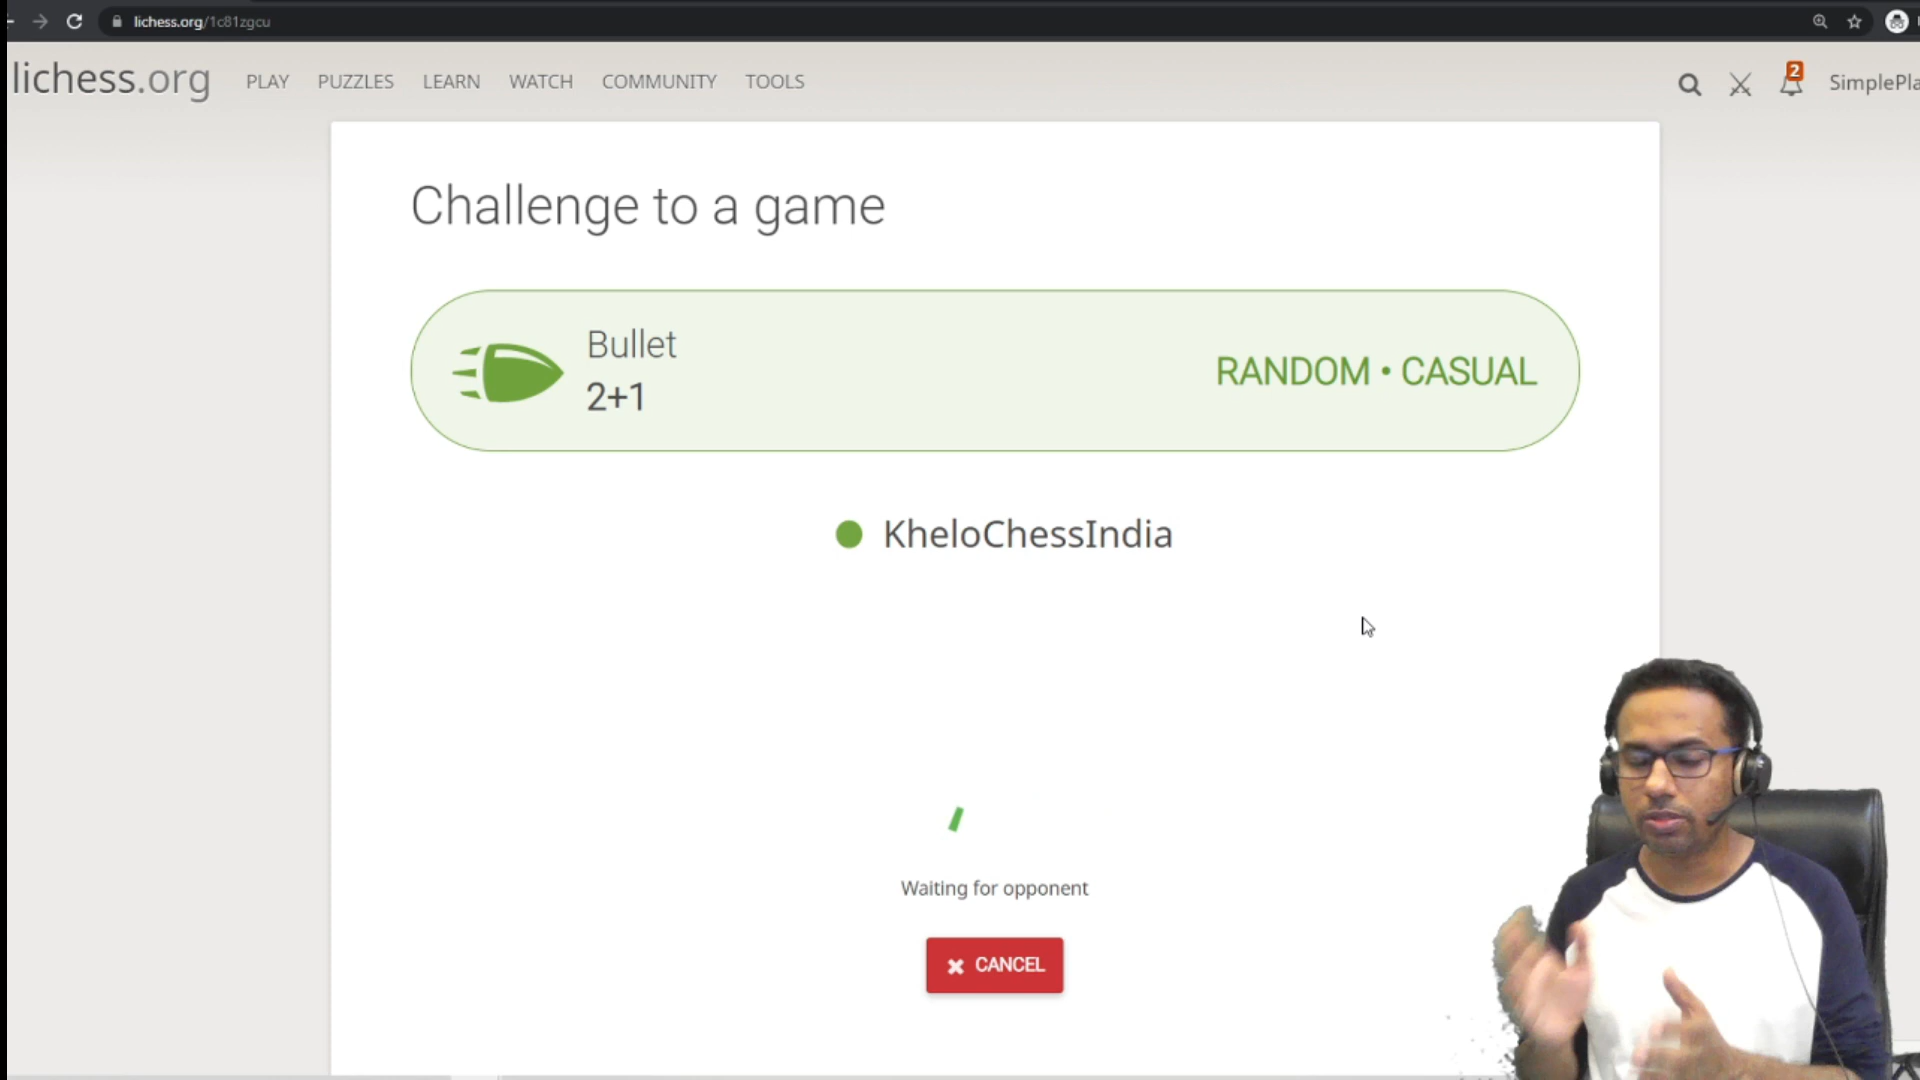 lichess.org/1c81zgcu
lichess.org PLAY PUZZLES LEARN WATCH COMMUNITY TOOLS 2 SimplePla
Challenge to a game
Bullet
2+1
RANDOM • CASUAL
KheloChessIndia
Waiting for opponent
CANCEL